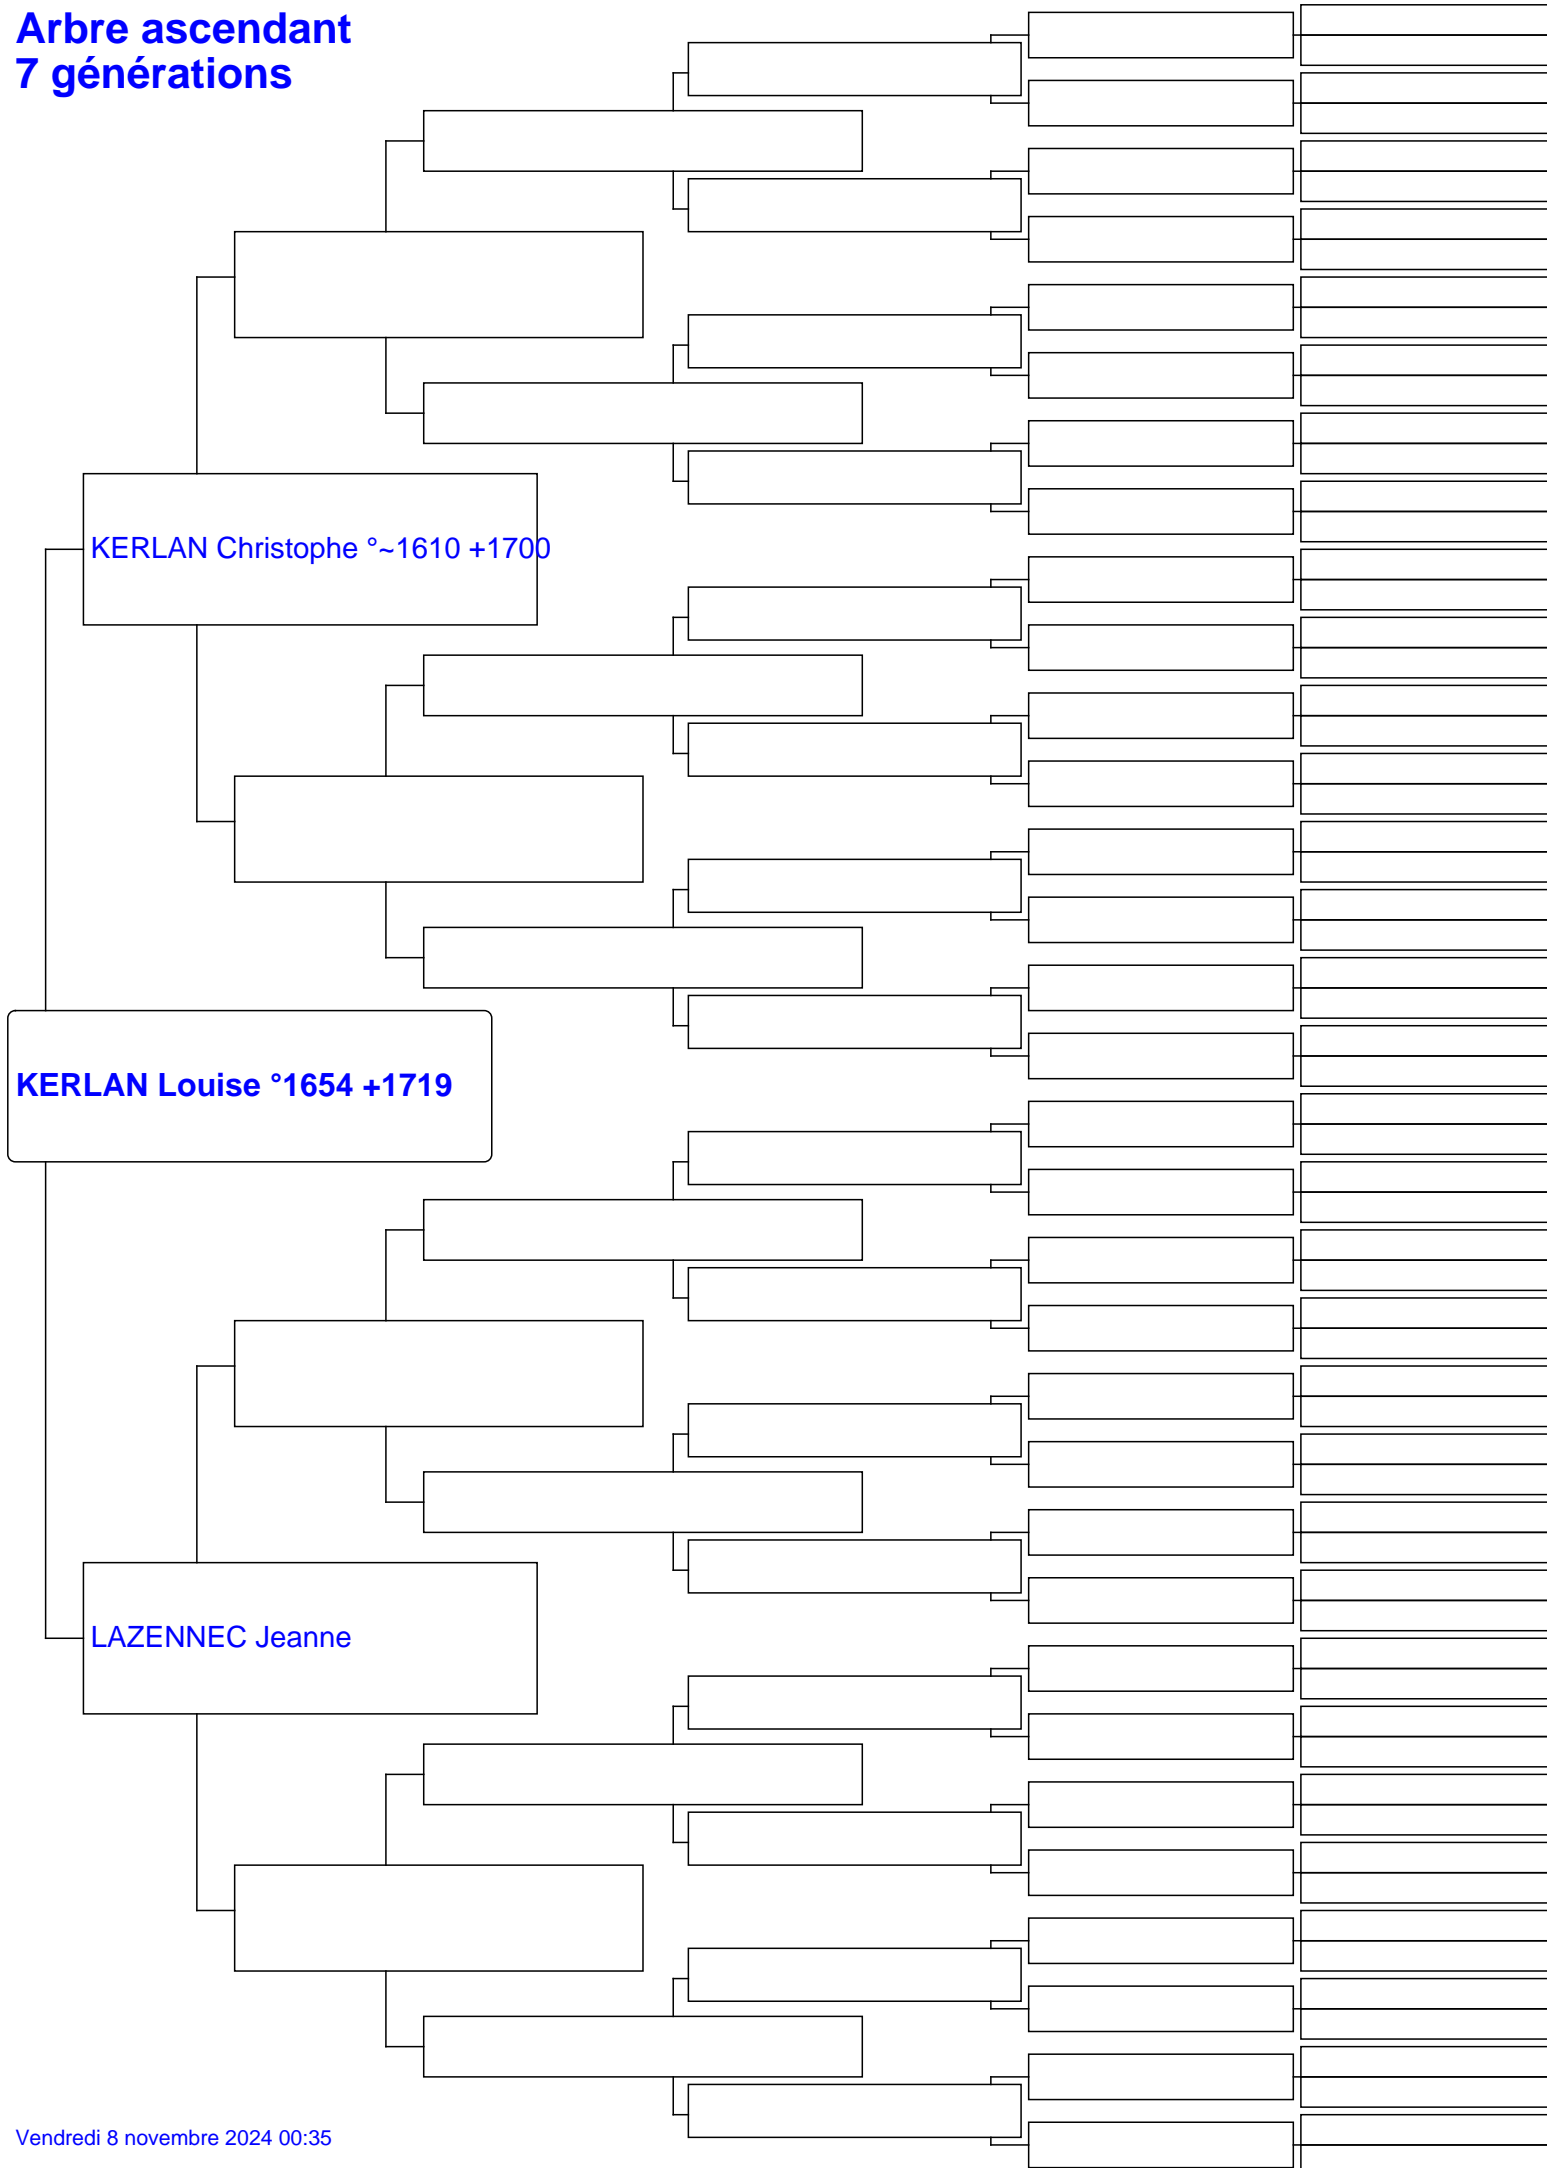 Arbre ascendant
7 générations
KERLAN Christophe °~1610 +1700
KERLAN Louise °1654 +1719
LAZENNEC Jeanne
Vendredi 8 novembre 2024 00:35